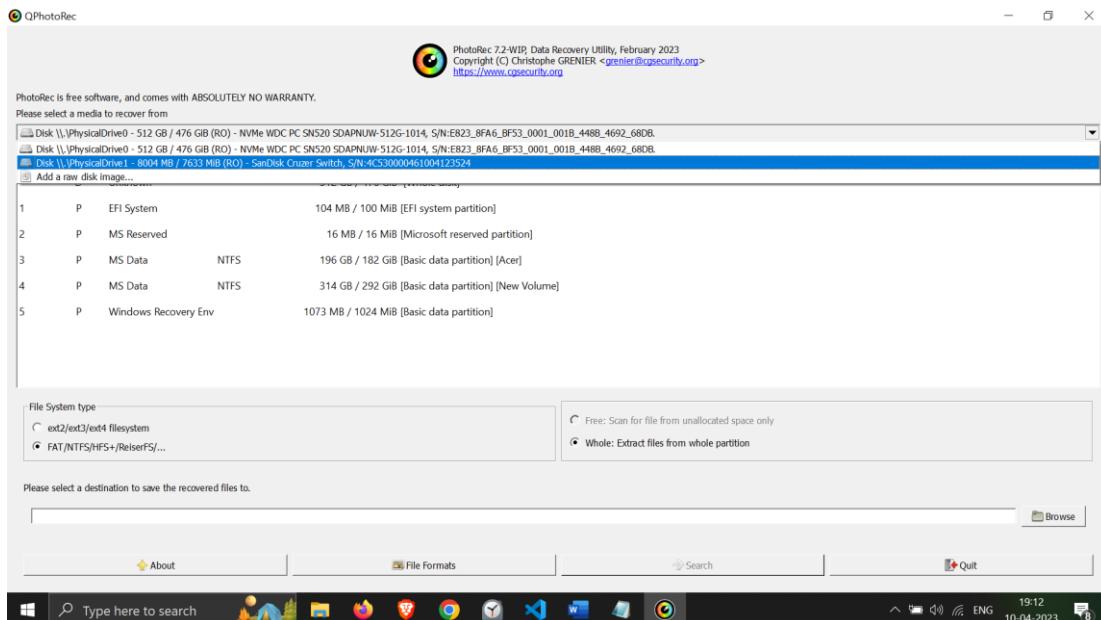 QPhotoRec
PhotoRec 7.2-WIP, Data Recovery Utility, February 2023
Copyright (C) Christophe GRENIER <grenier@cgsecurity.org>
https://www.cgsecurity.org
PhotoRec is free software, and comes with ABSOLUTELY NO WARRANTY.
Please select a media to recover from
Disk \\.\PhysicalDrive0 - 512 GB / 476 GiB (RO) - NVMe WDC PC SN520 SDAPNUW-512G-1014, S/N:E823_8FA6_BF53_0001_001B_448B_4692_68DB.
Disk \\.\PhysicalDrive0 - 512 GB / 476 GiB (RO) - NVMe WDC PC SN520 SDAPNUW-512G-1014, S/N:E823_8FA6_BF53_0001_001B_448B_4692_68DB.
Disk \\.\PhysicalDrive1 - 8004 MB / 7633 MiB (RO) - SanDisk Cruzer Switch, S/N:4C530000461004123524
Add a raw disk image...
1 P EFI System 104 MB / 100 MiB [EFI system partition]
2 P MS Reserved 16 MB / 16 MiB [Microsoft reserved partition]
3 P MS Data NTFS 196 GB / 182 GiB [Basic data partition] [Acer]
4 P MS Data NTFS 314 GB / 292 GiB [Basic data partition] [New Volume]
5 P Windows Recovery Env 1073 MB / 1024 MiB [Basic data partition]
File System type
ext2/ext3/ext4 filesystem
FAT/NTFS/HFS+/ReiserFS/...
Free: Scan for file from unallocated space only
Whole: Extract files from whole partition
Please select a destination to save the recovered files to.
Browse
About File Formats Search Quit
Type here to search
ENG
19:12
10-04-2023
8